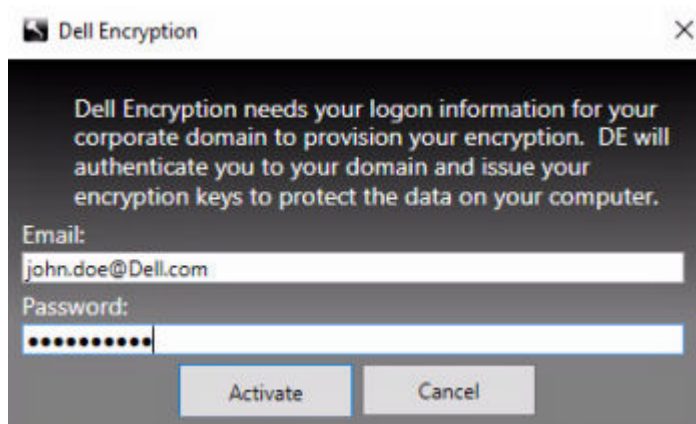 Dell Encryption
Dell Encryption needs your logon information for your
corporate domain to provision your encryption.  DE will
authenticate you to your domain and issue your
encryption keys to protect the data on your computer.
Email:
john.doe@Dell.com
Password:
••••••••••
Activate Cancel